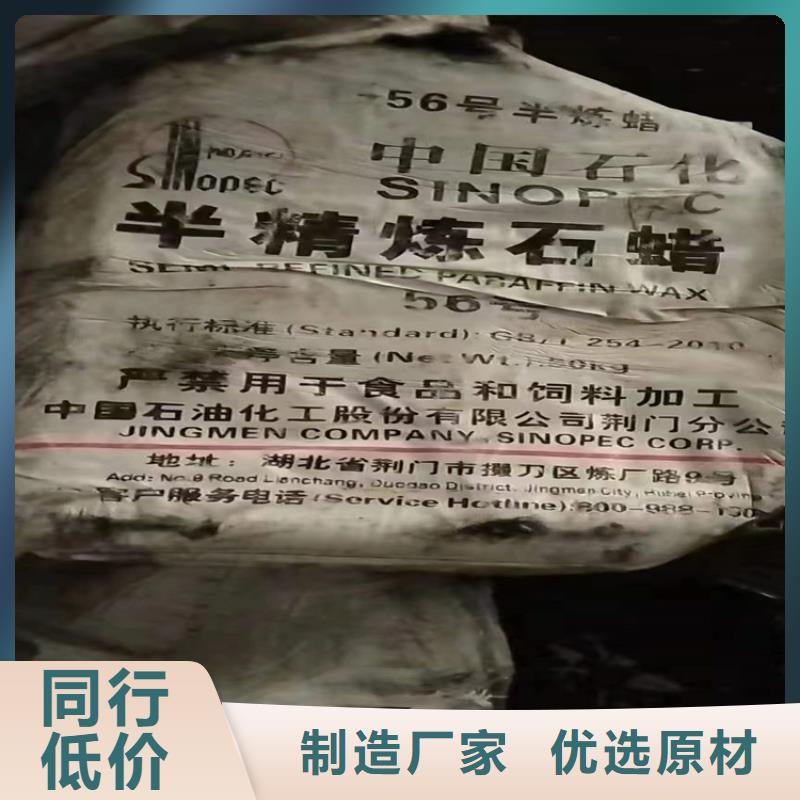 56号半炼蜡
中国石化
Sinopec
SINOPEC
半精炼石蜡
SEMI-REFINED PARAFFIN WAX
56号
执行标准(Standard): GB/T 254-2010
净含量(Net Wt.):50Kg
严禁用于食品和饲料加工
中国石油化工股份有限公司荆门分公
JINGMEN COMPANY, SINOPEC CORP.
地址：湖北省荆门市掇刀区炼厂路9号
Add: No.9 Road Lianchang, Duodao District, Jingmen City, Hubei Provin
客户服务电话(Service Hotline):800-988-
同行
低价
制造厂家 优选原材